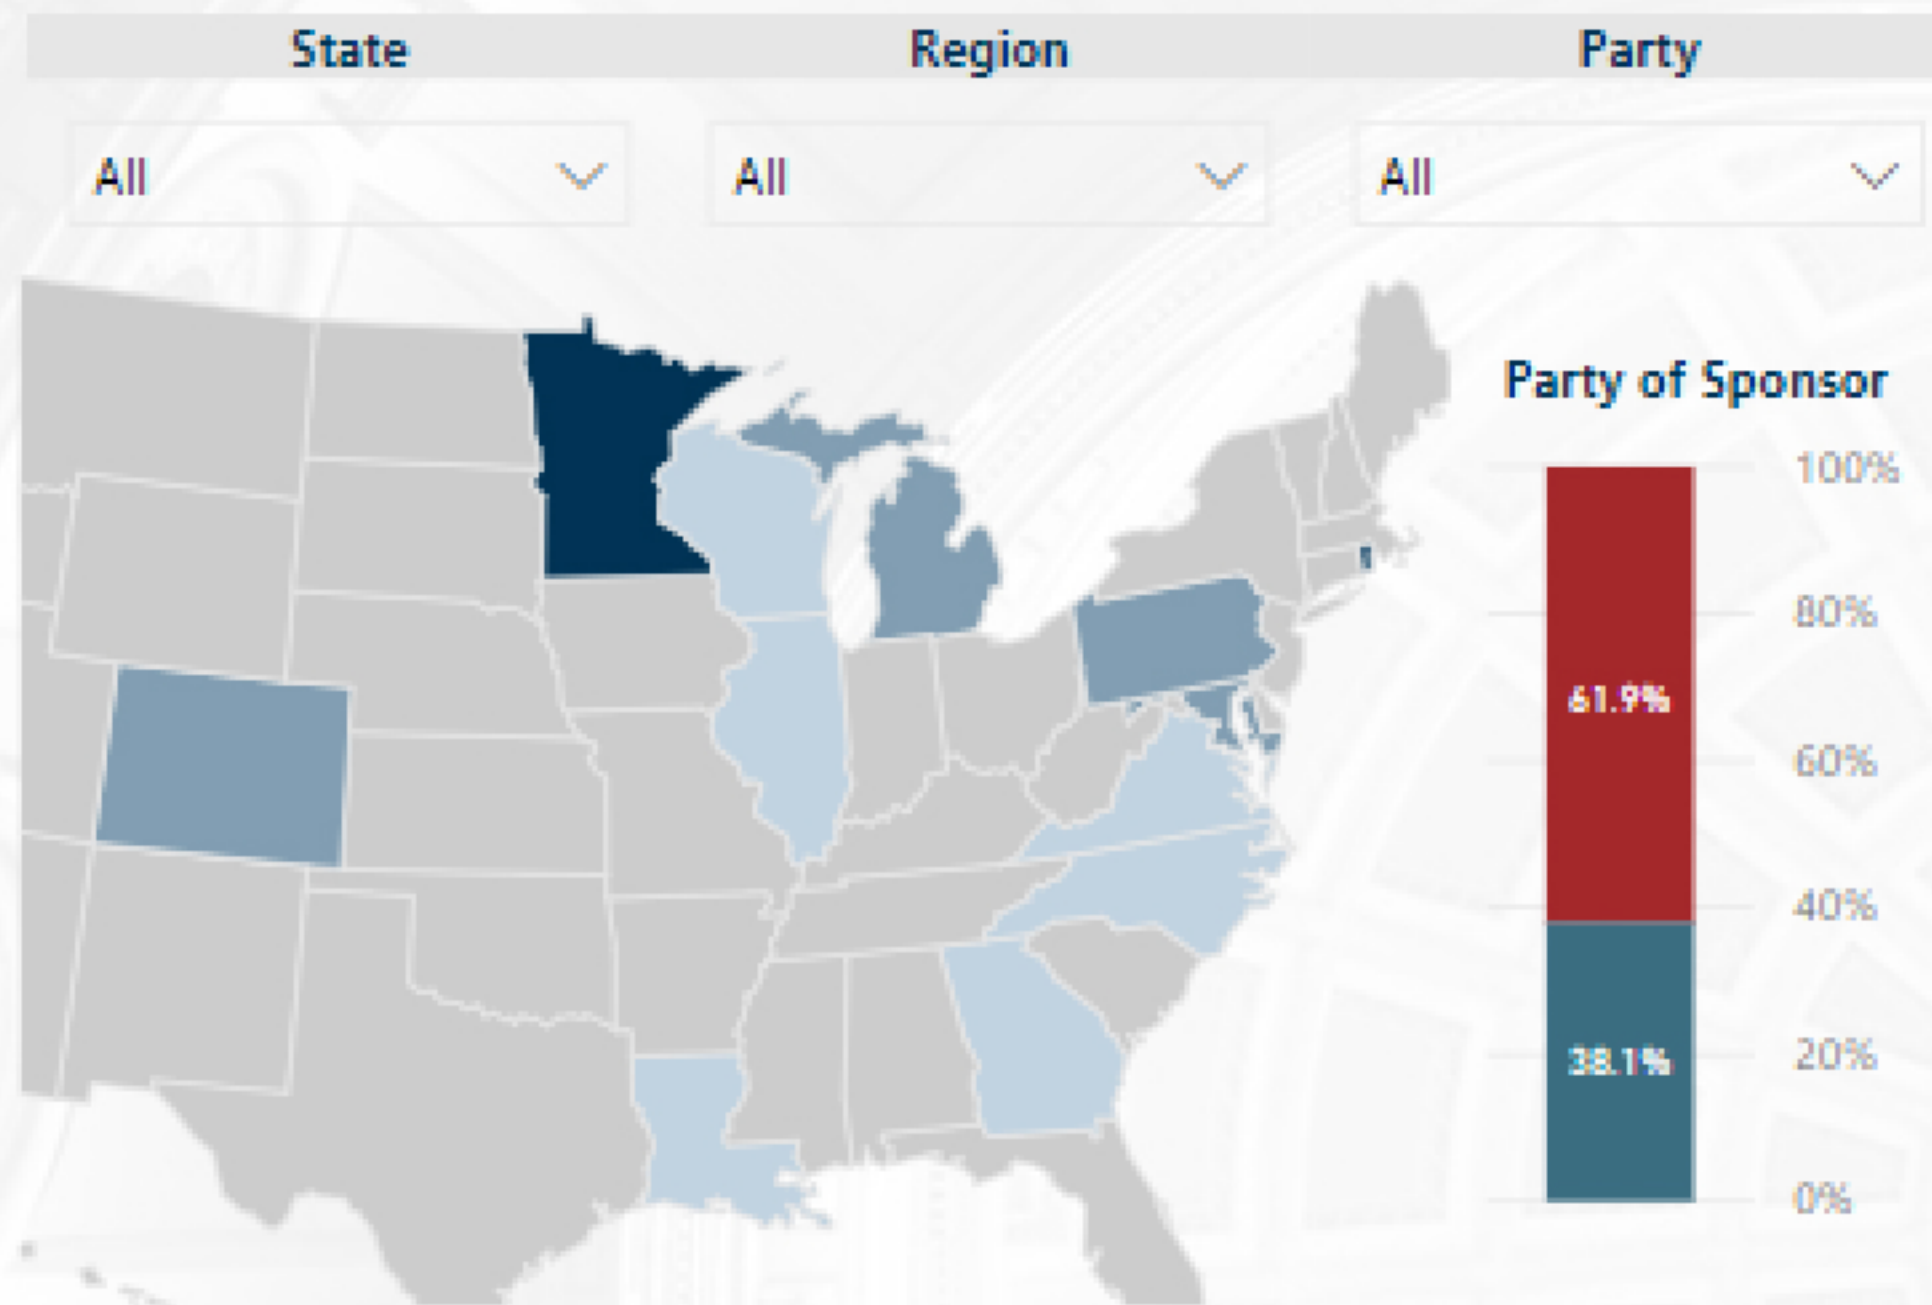 State Region Party
All All All
Party of Sponsor
100%
80%
61.9%
60%
40%
38.1%
20%
0%